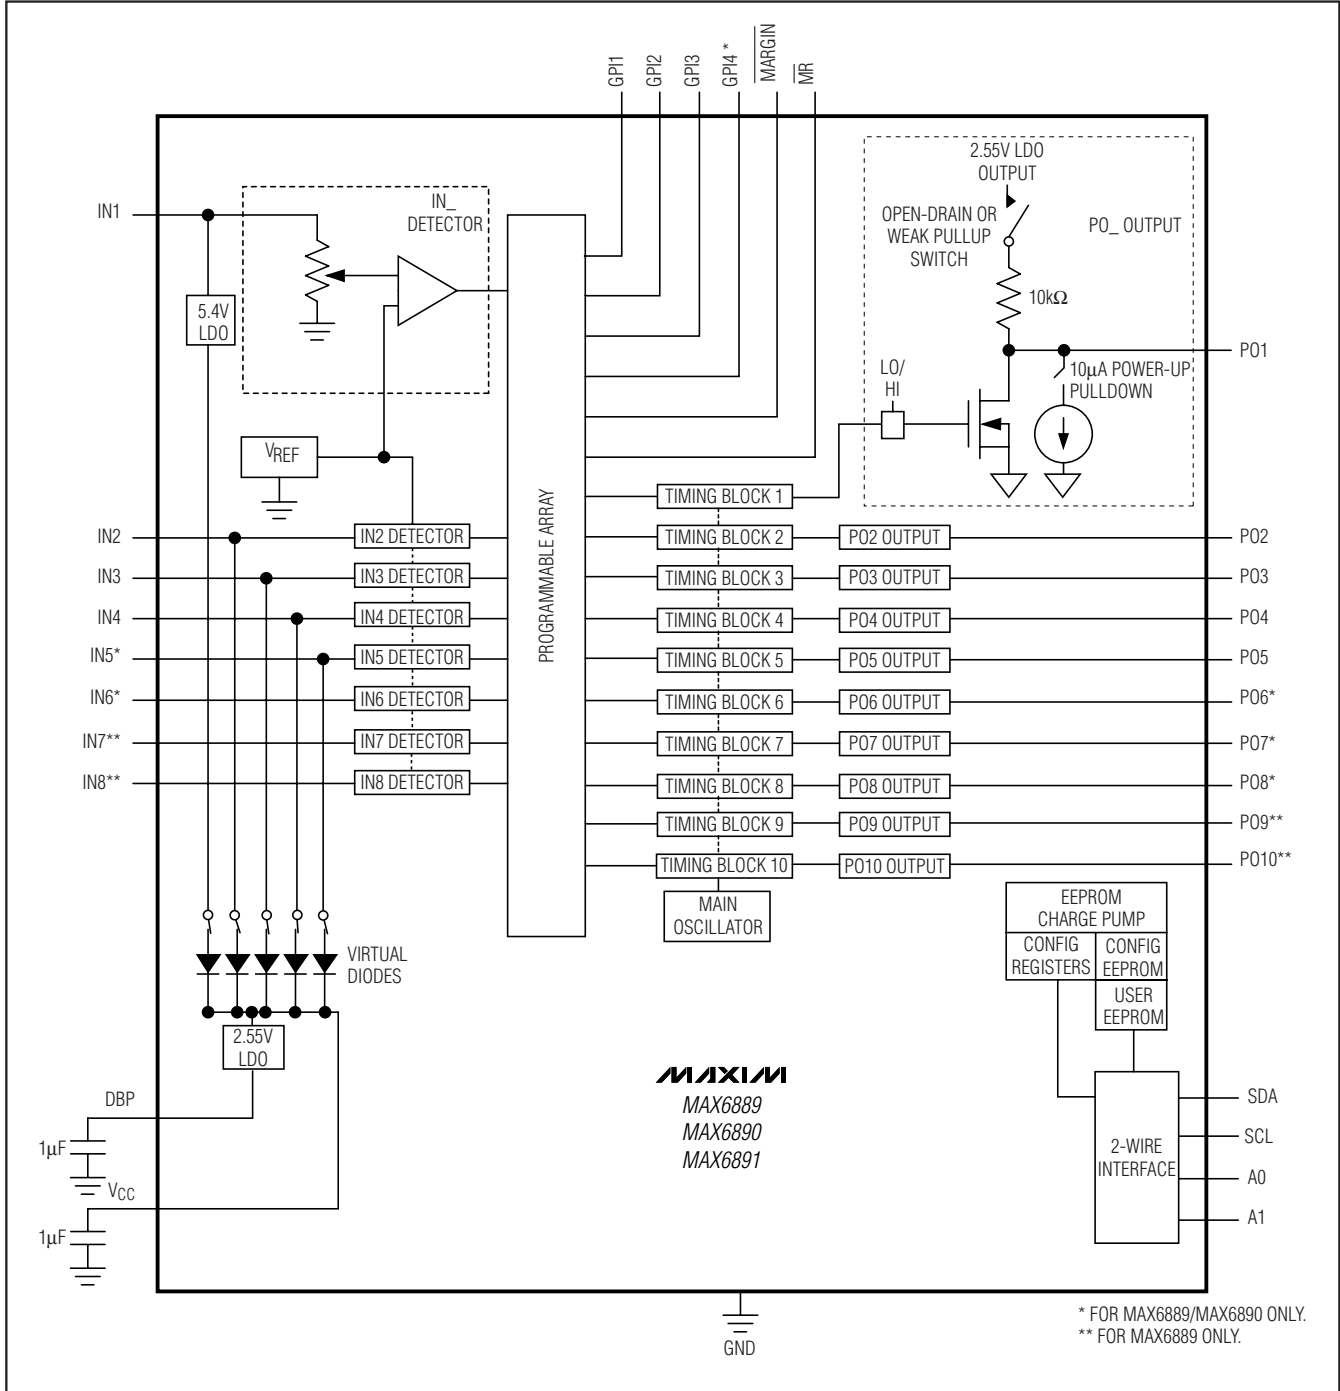 GPI1
GPI2
GPI3
GPI4 *
MARGIN
MR
2.55V LDO
OUTPUT
OPEN-DRAIN OR
WEAK PULLUP
SWITCH
PO_ OUTPUT
10kΩ
IN1
IN_
DETECTOR
5.4V
LDO
PO1
LO/
HI
10μA POWER-UP
PULLDOWN
VREF
PROGRAMMABLE ARRAY
TIMING BLOCK 1
IN2
IN2 DETECTOR
TIMING BLOCK 2
PO2 OUTPUT
PO2
IN3
IN3 DETECTOR
TIMING BLOCK 3
PO3 OUTPUT
PO3
IN4
IN4 DETECTOR
TIMING BLOCK 4
PO4 OUTPUT
PO4
IN5*
IN5 DETECTOR
TIMING BLOCK 5
PO5 OUTPUT
PO5
IN6*
IN6 DETECTOR
TIMING BLOCK 6
PO6 OUTPUT
PO6*
IN7**
IN7 DETECTOR
TIMING BLOCK 7
PO7 OUTPUT
PO7*
IN8**
IN8 DETECTOR
TIMING BLOCK 8
PO8 OUTPUT
PO8*
TIMING BLOCK 9
PO9 OUTPUT
PO9**
TIMING BLOCK 10
PO10 OUTPUT
PO10**
MAIN
OSCILLATOR
EEPROM
CHARGE PUMP
CONFIG
REGISTERS
CONFIG
EEPROM
USER
EEPROM
VIRTUAL
DIODES
2.55V
LDO
DBP
1μF
VCC
1μF
MAXIM
MAX6889
MAX6890
MAX6891
2-WIRE
INTERFACE
SDA
SCL
A0
A1
GND
* FOR MAX6889/MAX6890 ONLY.
** FOR MAX6889 ONLY.